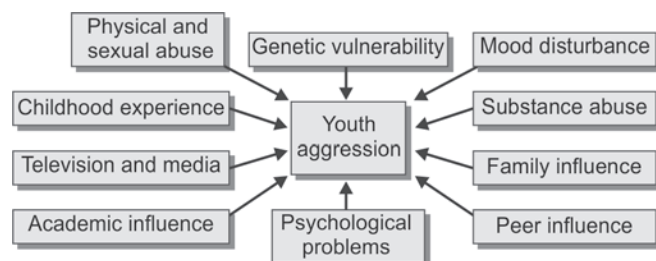 Physical and
sexual abuse
Genetic vulnerability
Mood disturbance
Childhood experience
Substance abuse
Youth
aggression
Television and media
Family influence
Academic influence
Psychological
problems
Peer influence